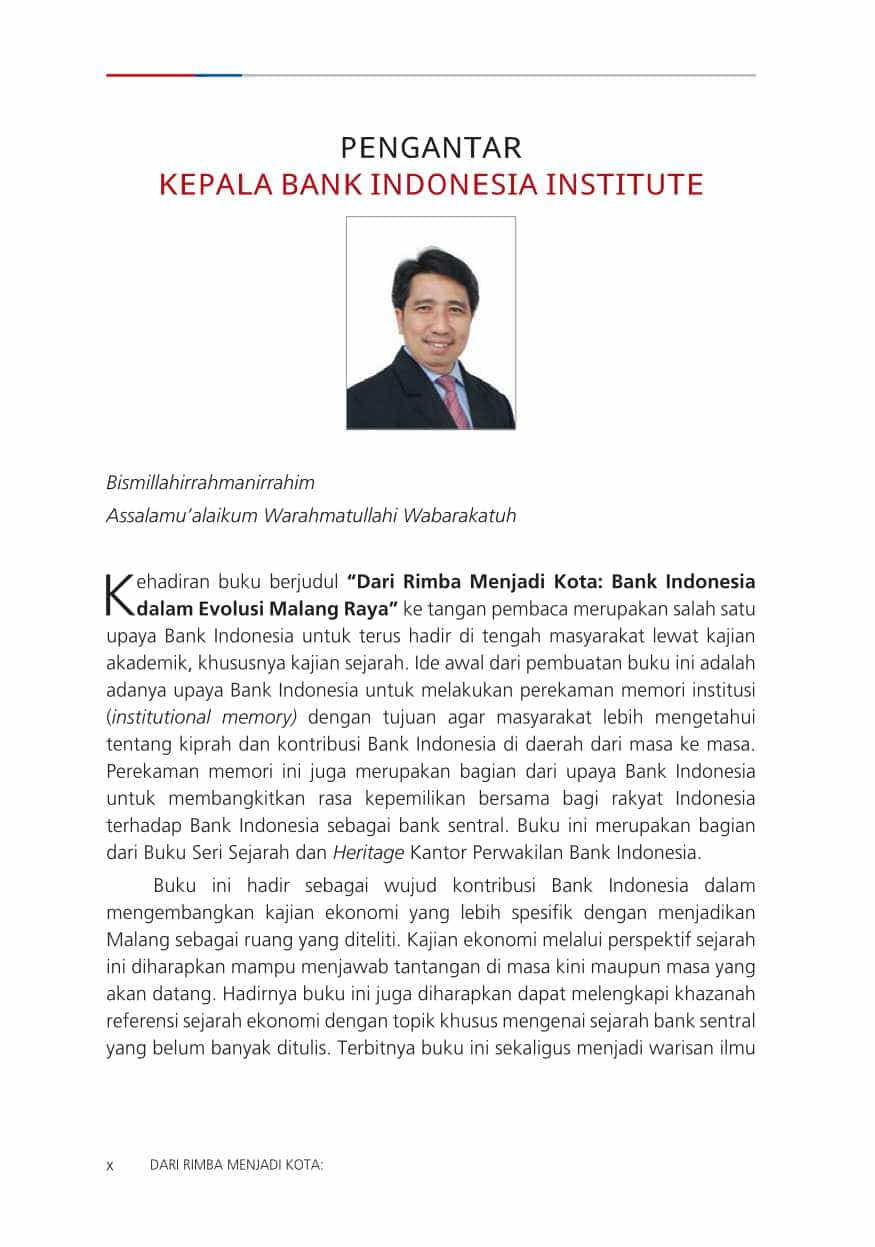 PENGANTAR
KEPALA BANK INDONESIA INSTITUTE
Bismillahirrahmanirrahim
Assalamu’alaikum Warahmatullahi Wabarakatuh
Kehadiran buku berjudul “Dari Rimba Menjadi Kota: Bank Indonesia
dalam Evolusi Malang Raya” ke tangan pembaca merupakan salah satu
upaya Bank Indonesia untuk terus hadir di tengah masyarakat lewat kajian
akademik, khususnya kajian sejarah. Ide awal dari pembuatan buku ini adalah
adanya upaya Bank Indonesia untuk melakukan perekaman memori institusi
(institutional memory) dengan tujuan agar masyarakat lebih mengetahui
tentang kiprah dan kontribusi Bank Indonesia di daerah dari masa ke masa.
Perekaman memori ini juga merupakan bagian dari upaya Bank Indonesia
untuk membangkitkan rasa kepemilikan bersama bagi rakyat Indonesia
terhadap Bank Indonesia sebagai bank sentral. Buku ini merupakan bagian
dari Buku Seri Sejarah dan Heritage Kantor Perwakilan Bank Indonesia.
Buku ini hadir sebagai wujud kontribusi Bank Indonesia dalam
mengembangkan kajian ekonomi yang lebih spesifik dengan menjadikan
Malang sebagai ruang yang diteliti. Kajian ekonomi melalui perspektif sejarah
ini diharapkan mampu menjawab tantangan di masa kini maupun masa yang
akan datang. Hadirnya buku ini juga diharapkan dapat melengkapi khazanah
referensi sejarah ekonomi dengan topik khusus mengenai sejarah bank sentral
yang belum banyak ditulis. Terbitnya buku ini sekaligus menjadi warisan ilmu
x DARI RIMBA MENJADI KOTA: